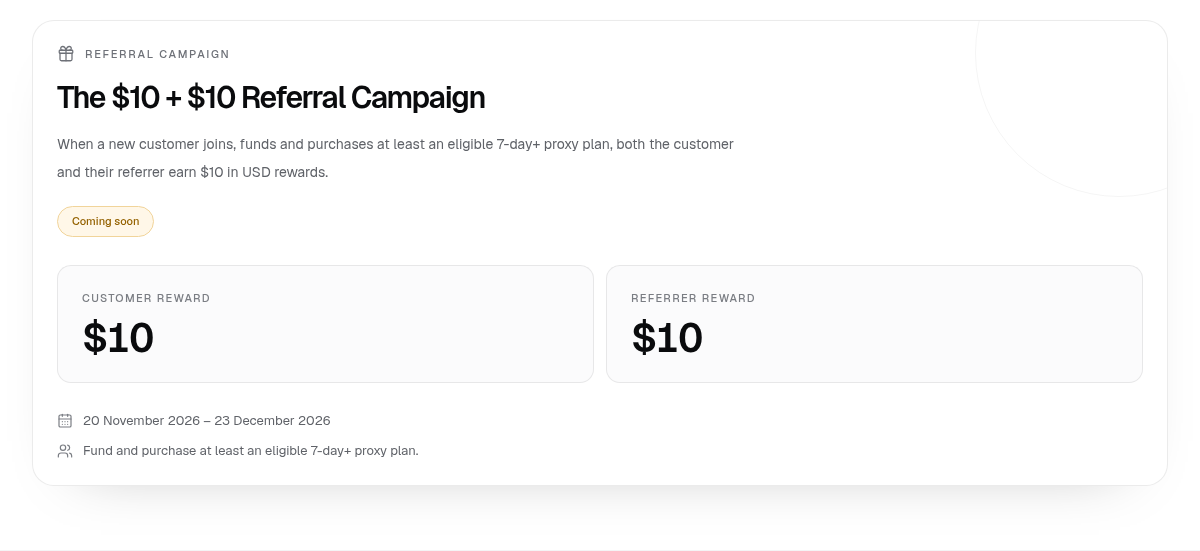 REFERRAL CAMPAIGN
The $10 + $10 Referral Campaign
When a new customer joins, funds and purchases at least an eligible 7-day+ proxy plan, both the customer
and their referrer earn $10 in USD rewards.
Coming soon
CUSTOMER REWARD
$10
REFERRER REWARD
$10
20 November 2026 – 23 December 2026
Fund and purchase at least an eligible 7-day+ proxy plan.